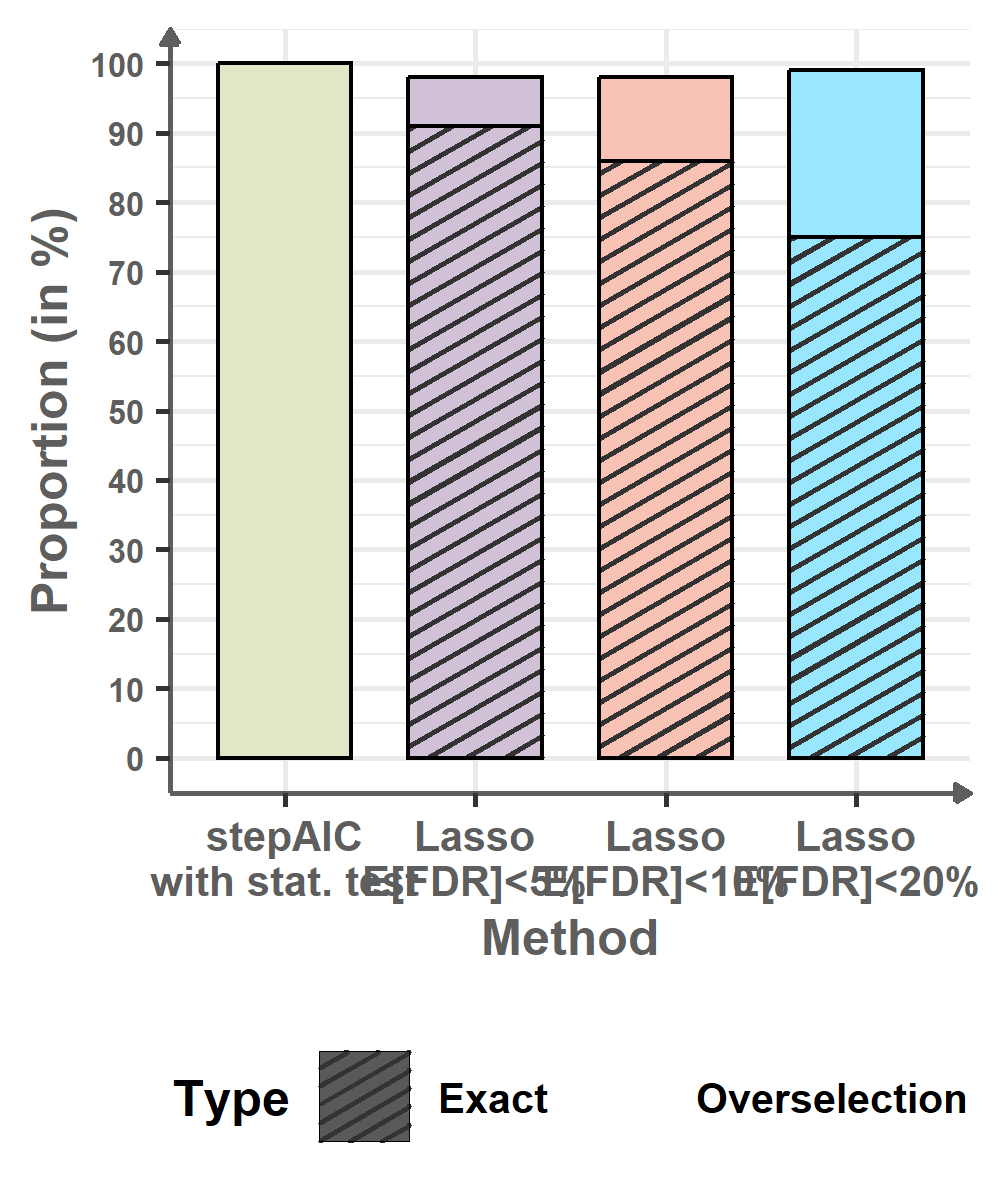 Proportion (in %)
100
90
80
70
60
50
40
30
20
10
0
stepAIC
with stat. test
Lasso
E[FDR]<5%
Lasso
E[FDR]<10%
Lasso
E[FDR]<20%
Method
Type
Exact
Overselection